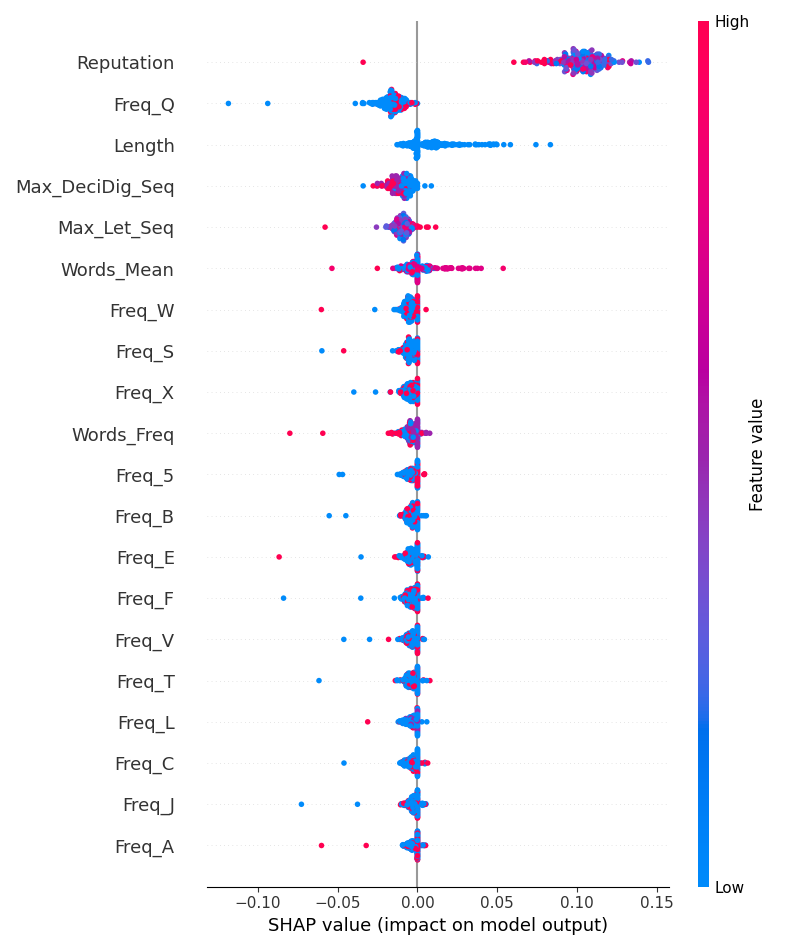 High
Reputation
Freq_Q
Length
Max_DeciDig_Seq
Max_Let_Seq
Words_Mean
Freq_W
Freq_S
Freq_X
Words_Freq
Freq_5
Freq_B
Freq_E
Freq_F
Freq_V
Freq_T
Freq_L
Freq_C
Freq_J
Freq_A
Feature value
Low
−0.10 −0.05 0.00 0.05 0.10 0.15
SHAP value (impact on model output)